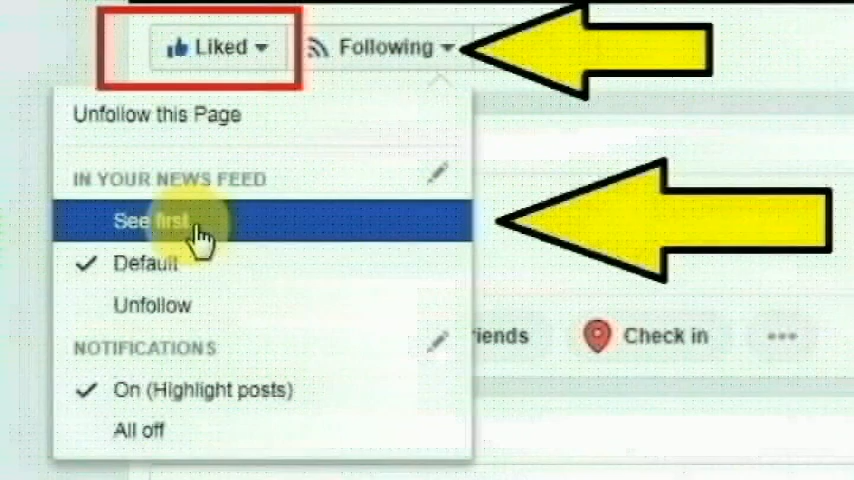 Liked Following
Unfollow this Page
IN YOUR NEWS FEED
See first
Default
Unfollow
riends Check in
NOTIFICATIONS
On (Highlight posts)
All off